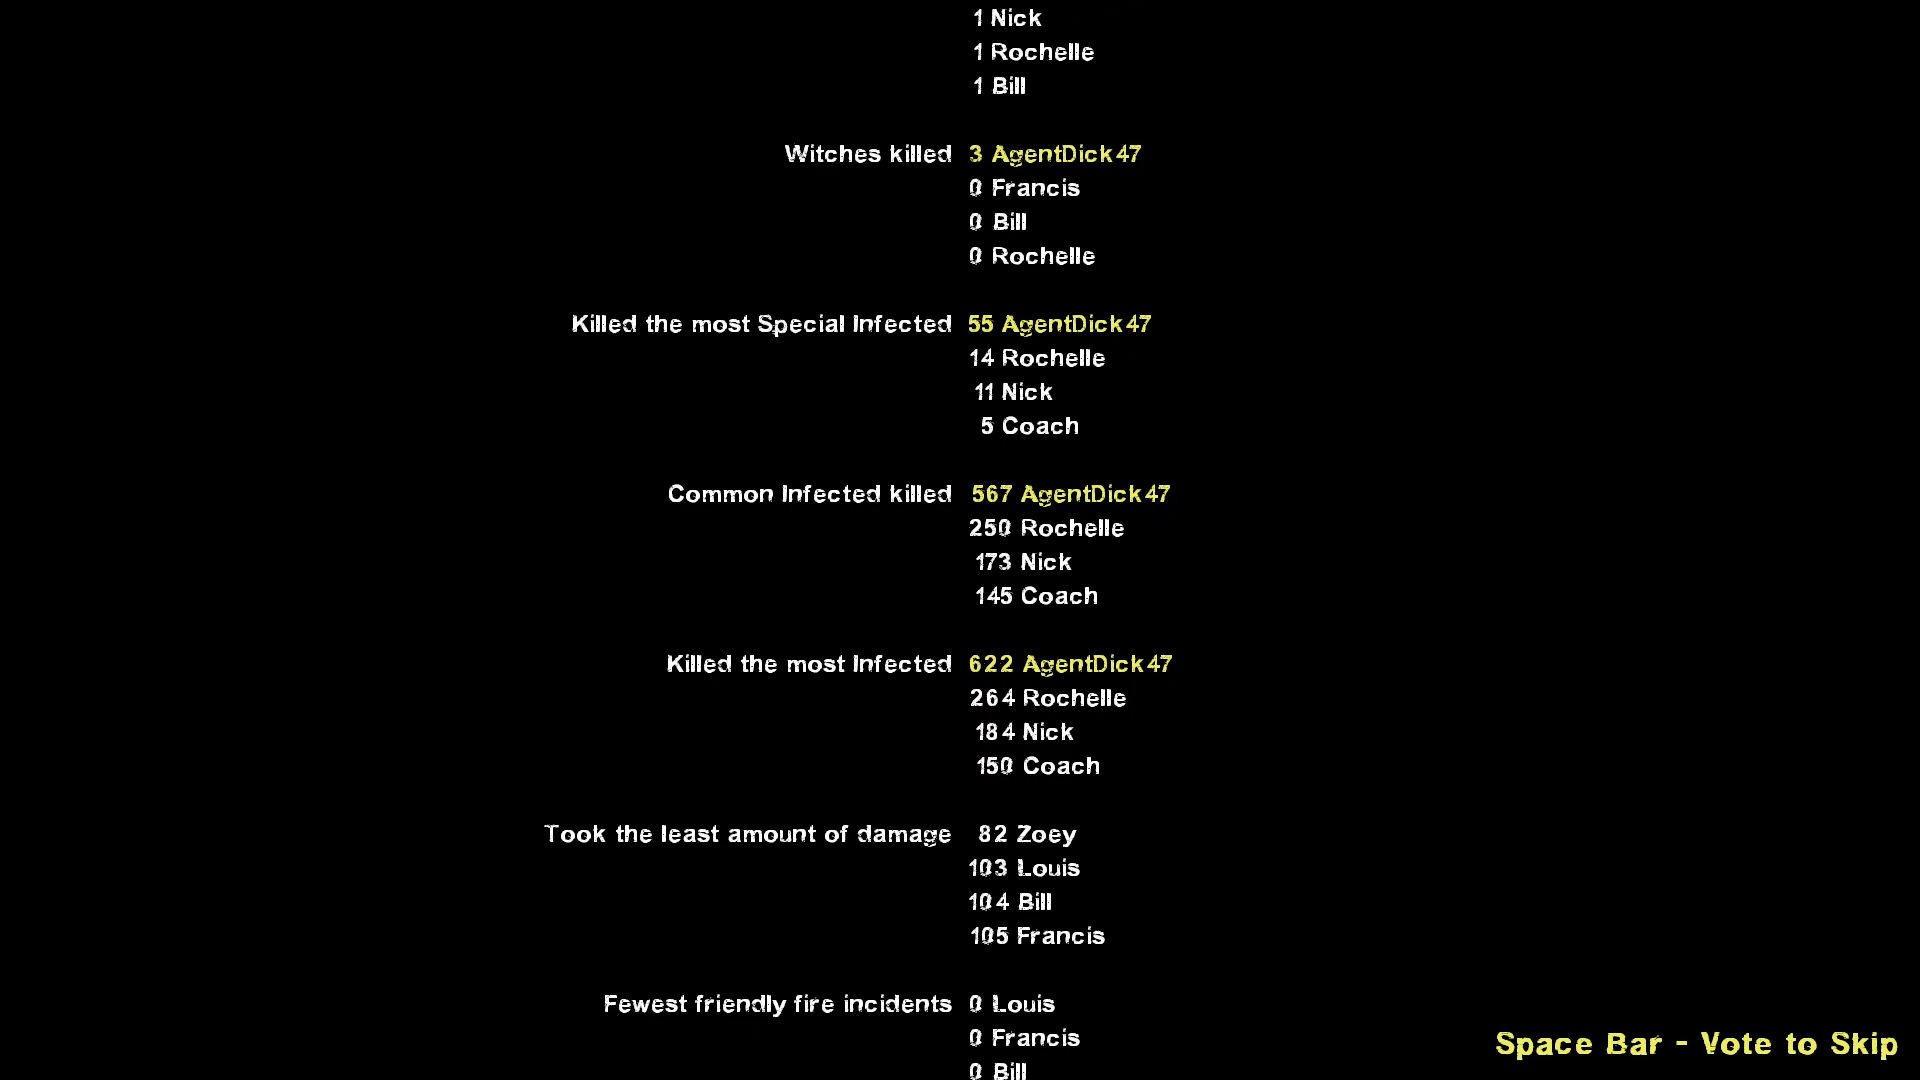 1 Nick
1 Rochelle
1 Bill
Witches killed 3 AgentDick47
0 Francis
0 Bill
0 Rochelle
Killed the most Special Infected 55 AgentDick47
14 Rochelle
11 Nick
5 Coach
Common Infected killed 567 AgentDick47
250 Rochelle
173 Nick
145 Coach
Killed the most Infected 622 AgentDick47
264 Rochelle
184 Nick
150 Coach
Took the least amount of damage 82 Zoey
103 Louis
104 Bill
105 Francis
Fewest friendly fire incidents 0 Louis
0 Francis
0 Bill
Space Bar - Vote to Skip